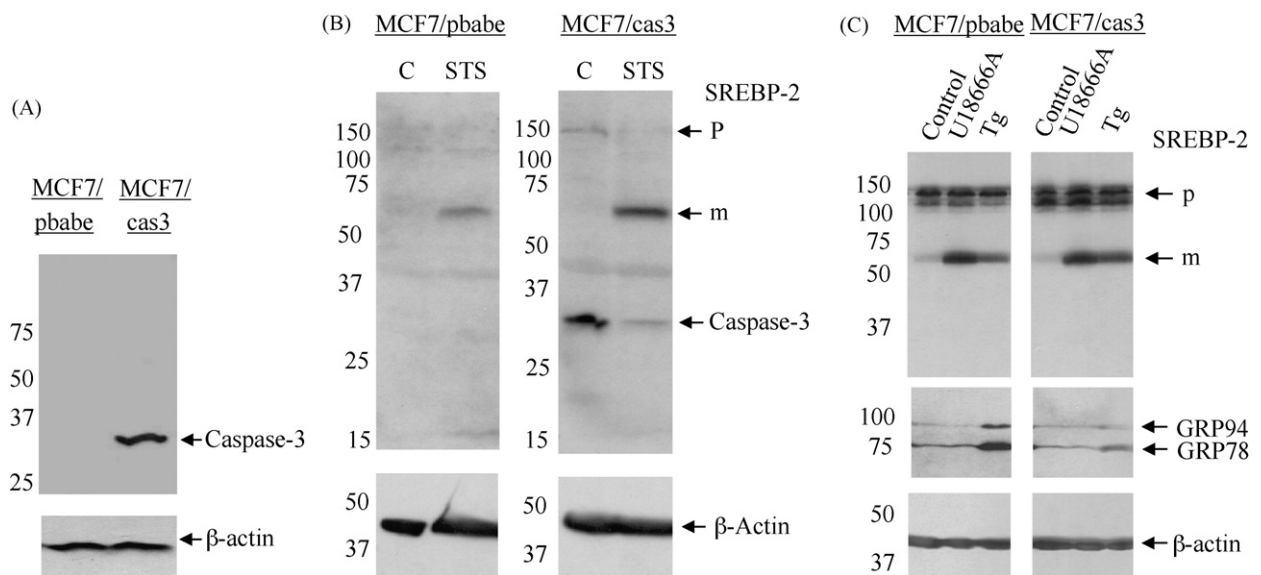 (A)
MCF7/ MCF7/
pbabe cas3
75
50
37
25
Caspase-3
β-actin
(B)
MCF7/pbabe MCF7/cas3
C STS C STS
SREBP-2
150
100
75
50
37
25
15
150
100
75
50
37
25
15
P
m
Caspase-3
50
37
50
37
β-Actin
(C)
MCF7/pbabe MCF7/cas3
Control U18666A Tg Control U18666A Tg
SREBP-2
150
100
75
50
37
p
m
100
75
GRP94
GRP78
50
37
β-actin